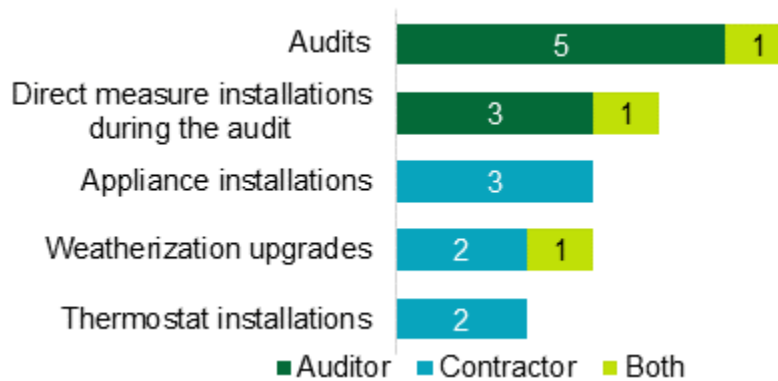 Audits
5 1
Direct measure installations
during the audit
3 1
Appliance installations
3
Weatherization upgrades
2 1
Thermostat installations
2
Auditor Contractor Both